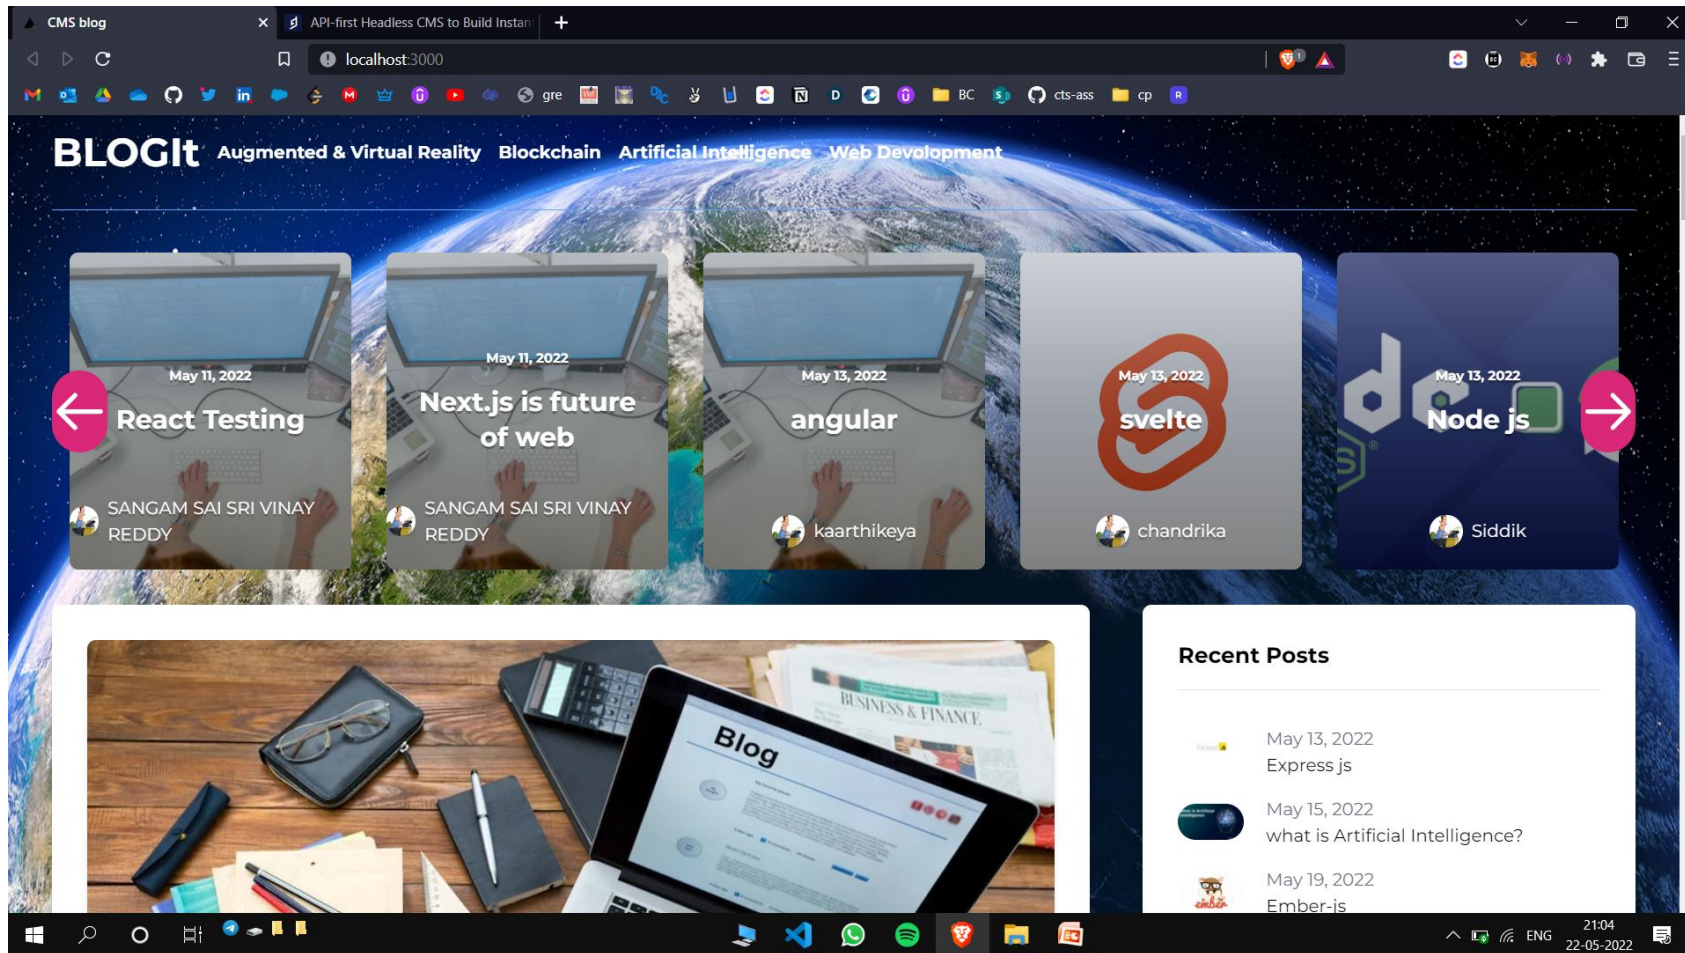 CMS blog
API-first Headless CMS to Build Instan
localhost:3000
1
gre
BC
cts-ass
cp
BLOGIt
Augmented & Virtual Reality Blockchain Artificial Intelligence Web Devolopment
May 11, 2022
React Testing
SANGAM SAI SRI VINAY
REDDY
May 11, 2022
Next.js is future
of web
SANGAM SAI SRI VINAY
REDDY
May 13, 2022
angular
kaarthikeya
May 13, 2022
svelte
chandrika
May 13, 2022
Node js
Siddik
BUSINESS & FINANCE
Blog
Recent Posts
May 13, 2022
Express js
May 15, 2022
what is Artificial Intelligence?
May 19, 2022
Ember-js
ember
ENG
21:04
22-05-2022